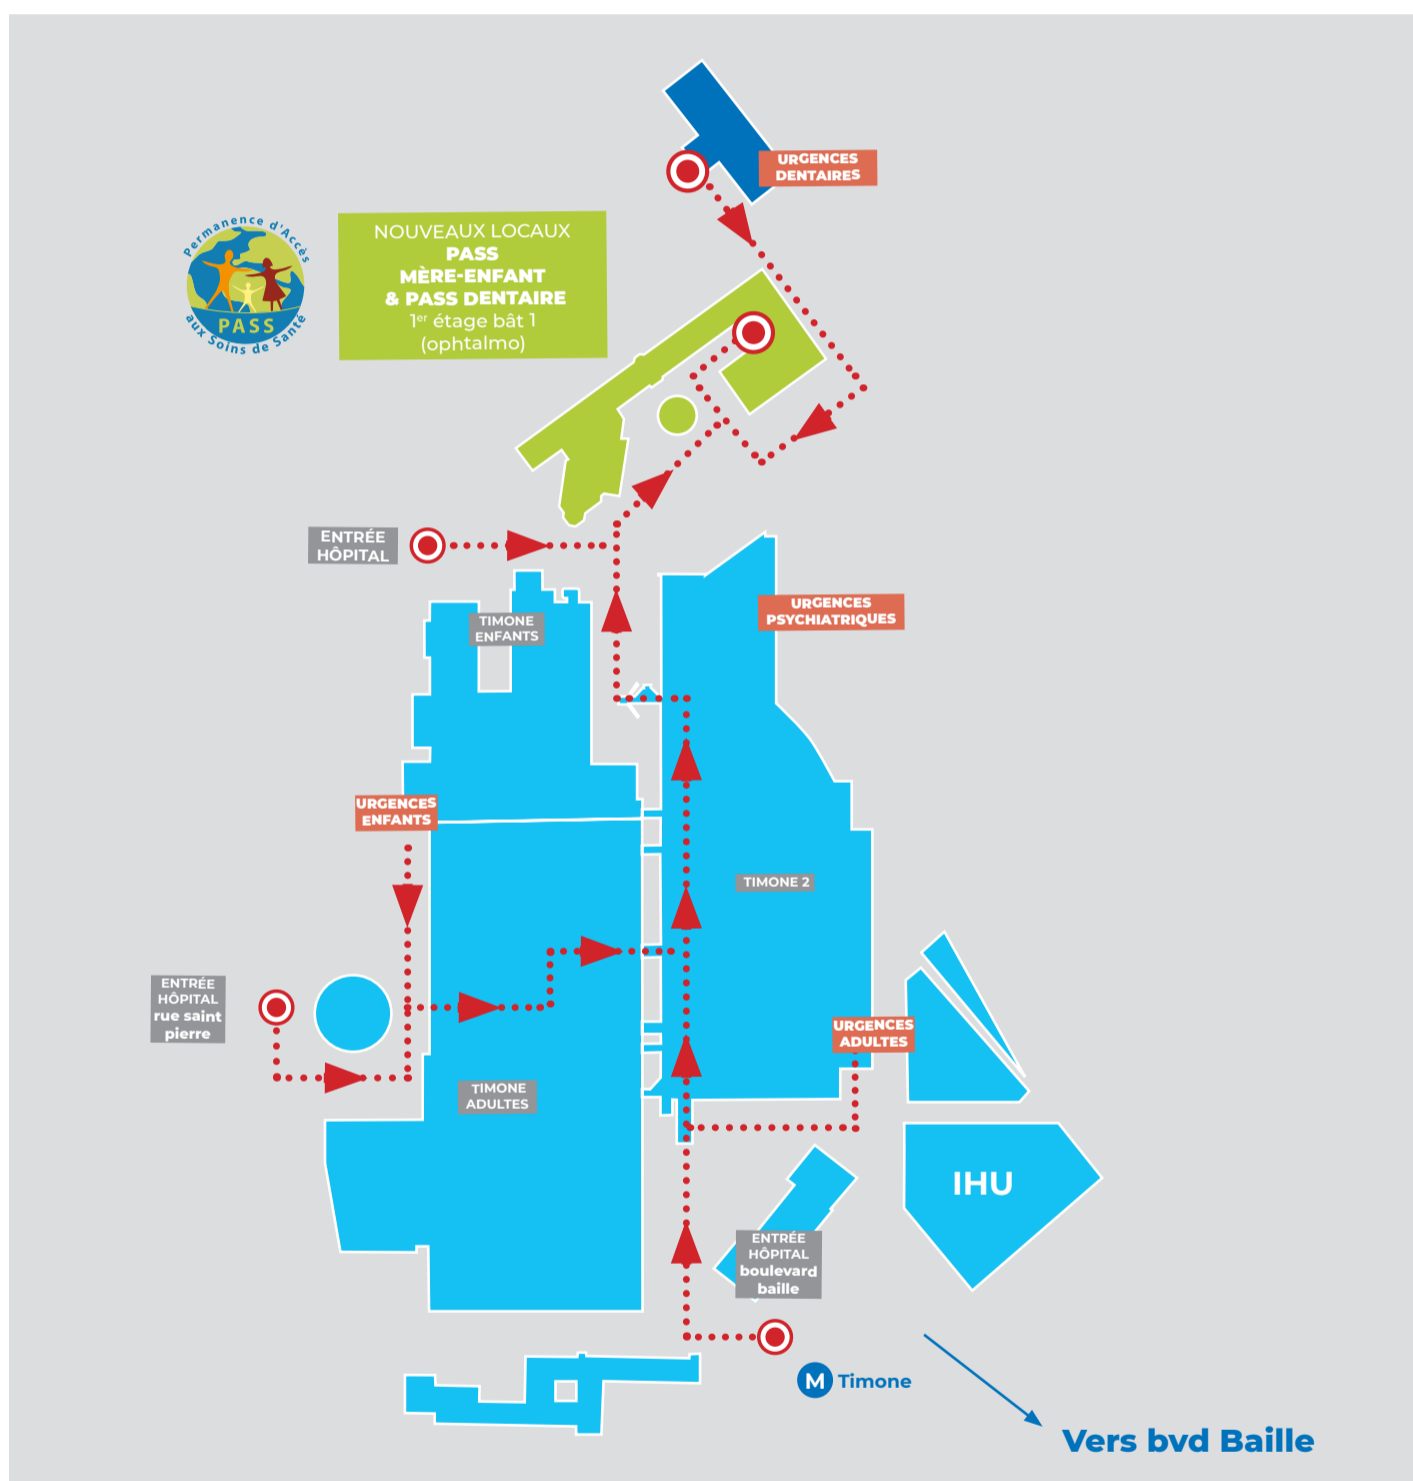 URGENCES
DENTAIRES
Permanence d'Accès
PASS
aux Soins de Santé
NOUVEAUX LOCAUX
PASS
MÈRE-ENFANT
& PASS DENTAIRE
1er étage bât 1
(ophtalmo)
ENTRÉE
HÔPITAL
TIMONE
ENFANTS
URGENCES
PSYCHIATRIQUES
URGENCES
ENFANTS
TIMONE 2
ENTRÉE
HÔPITAL
rue saint
pierre
URGENCES
ADULTES
TIMONE
ADULTES
IHU
ENTRÉE
HÔPITAL
boulevard
baille
M Timone
Vers bvd Baille